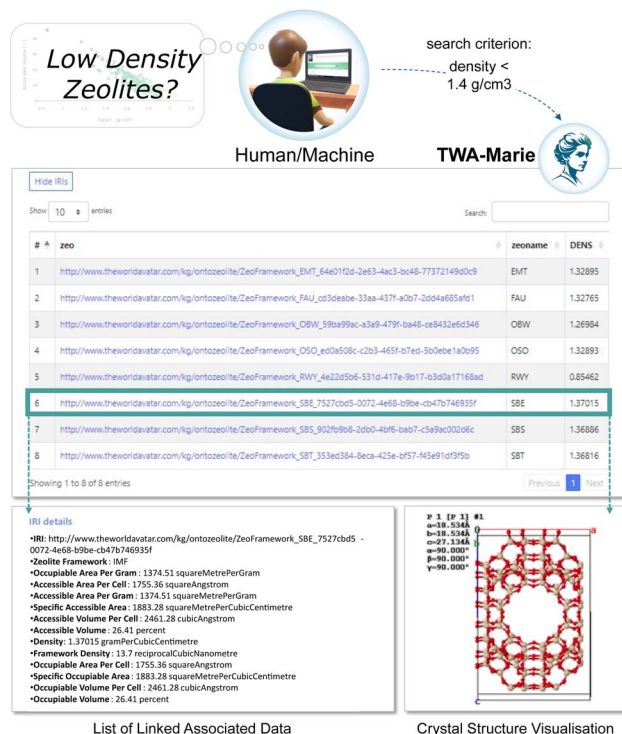 Low Density
Zeolites?
search criterion:
density <
1.4 g/cm3
Human/Machine
TWA-Marie
Hide IRIs
Show 10 entries
Search:
# zeo zeoname DENS
1 http://www.theworldavatar.com/kg/ontozeolite/ZeoFramework_EMT_64e01f2d-2e63-4ac3-bc48-77372149d0c9 EMT 1.32895
2 http://www.theworldavatar.com/kg/ontozeolite/ZeoFramework_FAU_cd3deabe-33aa-437f-a0b7-2dd4a685afd1 FAU 1.32765
3 http://www.theworldavatar.com/kg/ontozeolite/ZeoFramework_OBW_59ba99ac-a3a9-479f-ba48-ce8432e6d346 OBW 1.26984
4 http://www.theworldavatar.com/kg/ontozeolite/ZeoFramework_OSO_ed0a508c-c2b3-465f-b7ed-5b0ebe1a0b95 OSO 1.32893
5 http://www.theworldavatar.com/kg/ontozeolite/ZeoFramework_RWY_4e22d5b6-531d-417e-9b17-b3d0a17168ad RWY 0.85462
6 http://www.theworldavatar.com/kg/ontozeolite/ZeoFramework_SBE_7527cbd5-0072-4e68-b9be-cb47b746935f SBE 1.37015
7 http://www.theworldavatar.com/kg/ontozeolite/ZeoFramework_SBS_902fb9b8-2db0-4bf6-bab7-c5a9ac002d6c SBS 1.36886
8 http://www.theworldavatar.com/kg/ontozeolite/ZeoFramework_SBT_353ed384-8eca-425e-bf57-f45e91df3f5b SBT 1.36816
Showing 1 to 8 of 8 entries
Previous 1 Next
IRI details
•IRI: http://www.theworldavatar.com/kg/ontozeolite/ZeoFramework_SBE_7527cbd5 -
0072-4e68-b9be-cb47b746935f
•Zeolite Framework : IMF
•Occupiable Area Per Gram : 1374.51 squareMetrePerGram
•Accessible Area Per Cell : 1755.36 squareAngstrom
•Accessible Area Per Gram : 1374.51 squareMetrePerGram
•Specific Accessible Area : 1883.28 squareMetrePerCubicCentimetre
•Accessible Volume Per Cell : 2461.28 cubicAngstrom
•Accessible Volume : 26.41 percent
•Density: 1.37015 gramPerCubicCentimetre
•Framework Density : 13.7 reciprocalCubicNanometre
•Occupiable Area Per Cell : 1755.36 squareAngstrom
•Specific Occupiable Area : 1883.28 squareMetrePerCubicCentimetre
•Occupiable Volume Per Cell : 2461.28 cubicAngstrom
•Occupiable Volume : 26.41 percent
P 1 [P 1] #1
a=18.534Å
b=18.534Å
c=27.134Å
α=90.000°
β=90.000°
γ=90.000°
0
a
b
c
List of Linked Associated Data
Crystal Structure Visualisation